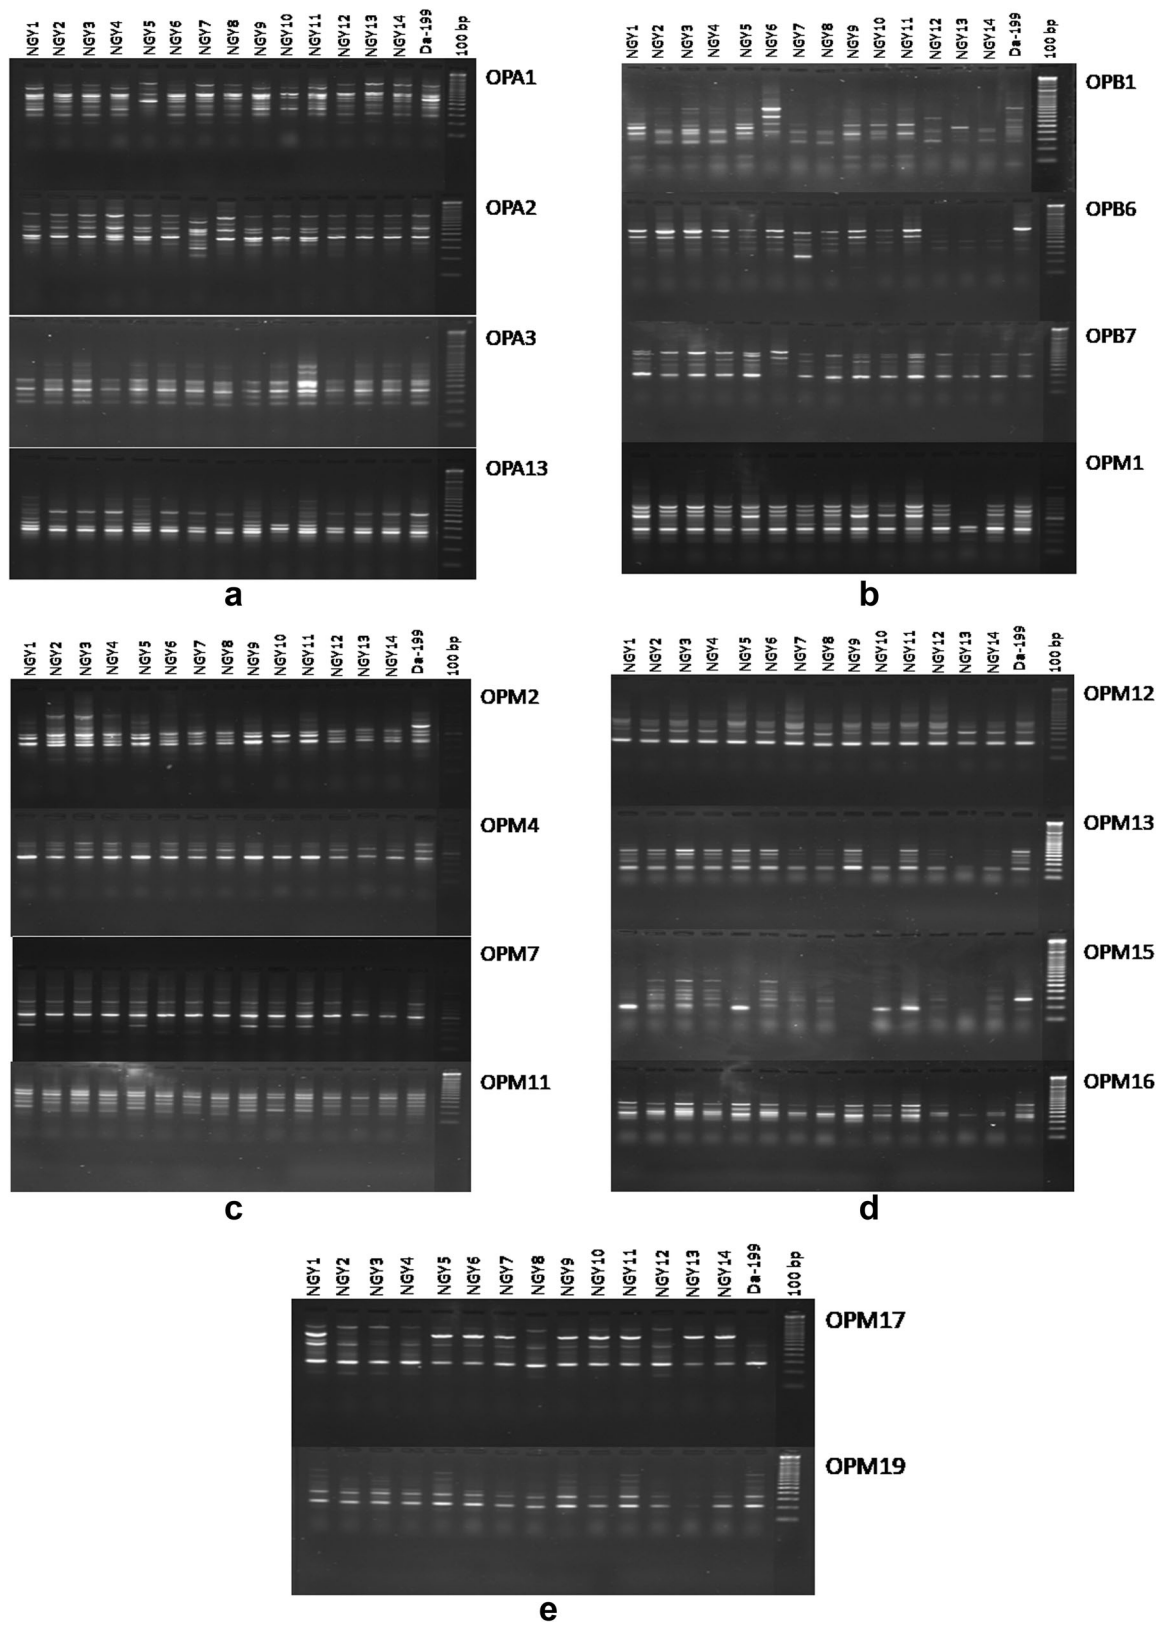 NGY1 NGY2 NGY3 NGY4 NGY5 NGY6 NGY7 NGY8 NGY9 NGY10 NGY11 NGY12 NGY13 NGY14 Da-199 100 bp
OPA1
OPA2
OPA3
OPA13
a
NGY1 NGY2 NGY3 NGY4 NGY5 NGY6 NGY7 NGY8 NGY9 NGY10 NGY11 NGY12 NGY13 NGY14 Da-199 100 bp
OPB1
OPB6
OPB7
OPM1
b
NGY1 NGY2 NGY3 NGY4 NGY5 NGY6 NGY7 NGY8 NGY9 NGY10 NGY11 NGY12 NGY13 NGY14 Da-199 100 bp
OPM2
OPM4
OPM7
OPM11
c
NGY1 NGY2 NGY3 NGY4 NGY5 NGY6 NGY7 NGY8 NGY9 NGY10 NGY11 NGY12 NGY13 NGY14 Da-199 100 bp
OPM12
OPM13
OPM15
OPM16
d
NGY1 NGY2 NGY3 NGY4 NGY5 NGY6 NGY7 NGY8 NGY9 NGY10 NGY11 NGY12 NGY13 NGY14 Da-199 100 bp
OPM17
OPM19
e